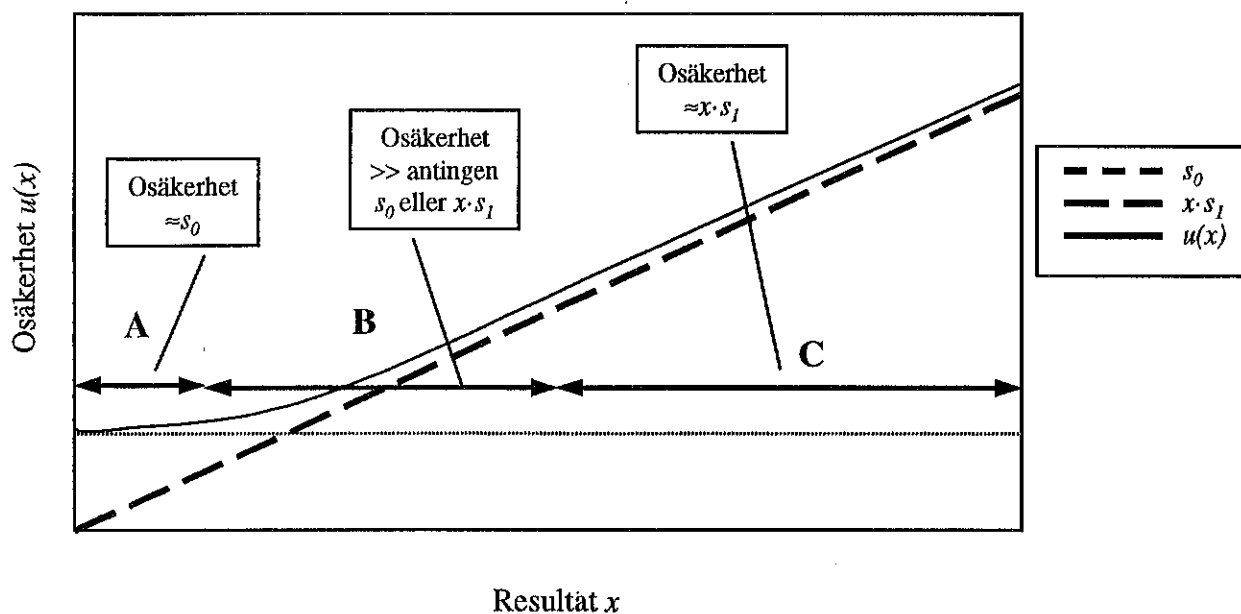 Osäkerhet
≈x· s₁
Osäkerhet
>> antingen
s₀ eller x· s₁
Osäkerhet
≈s₀
Osäkerhet u(x)
A
B
C
s₀
x· s₁
u(x)
Resultat x